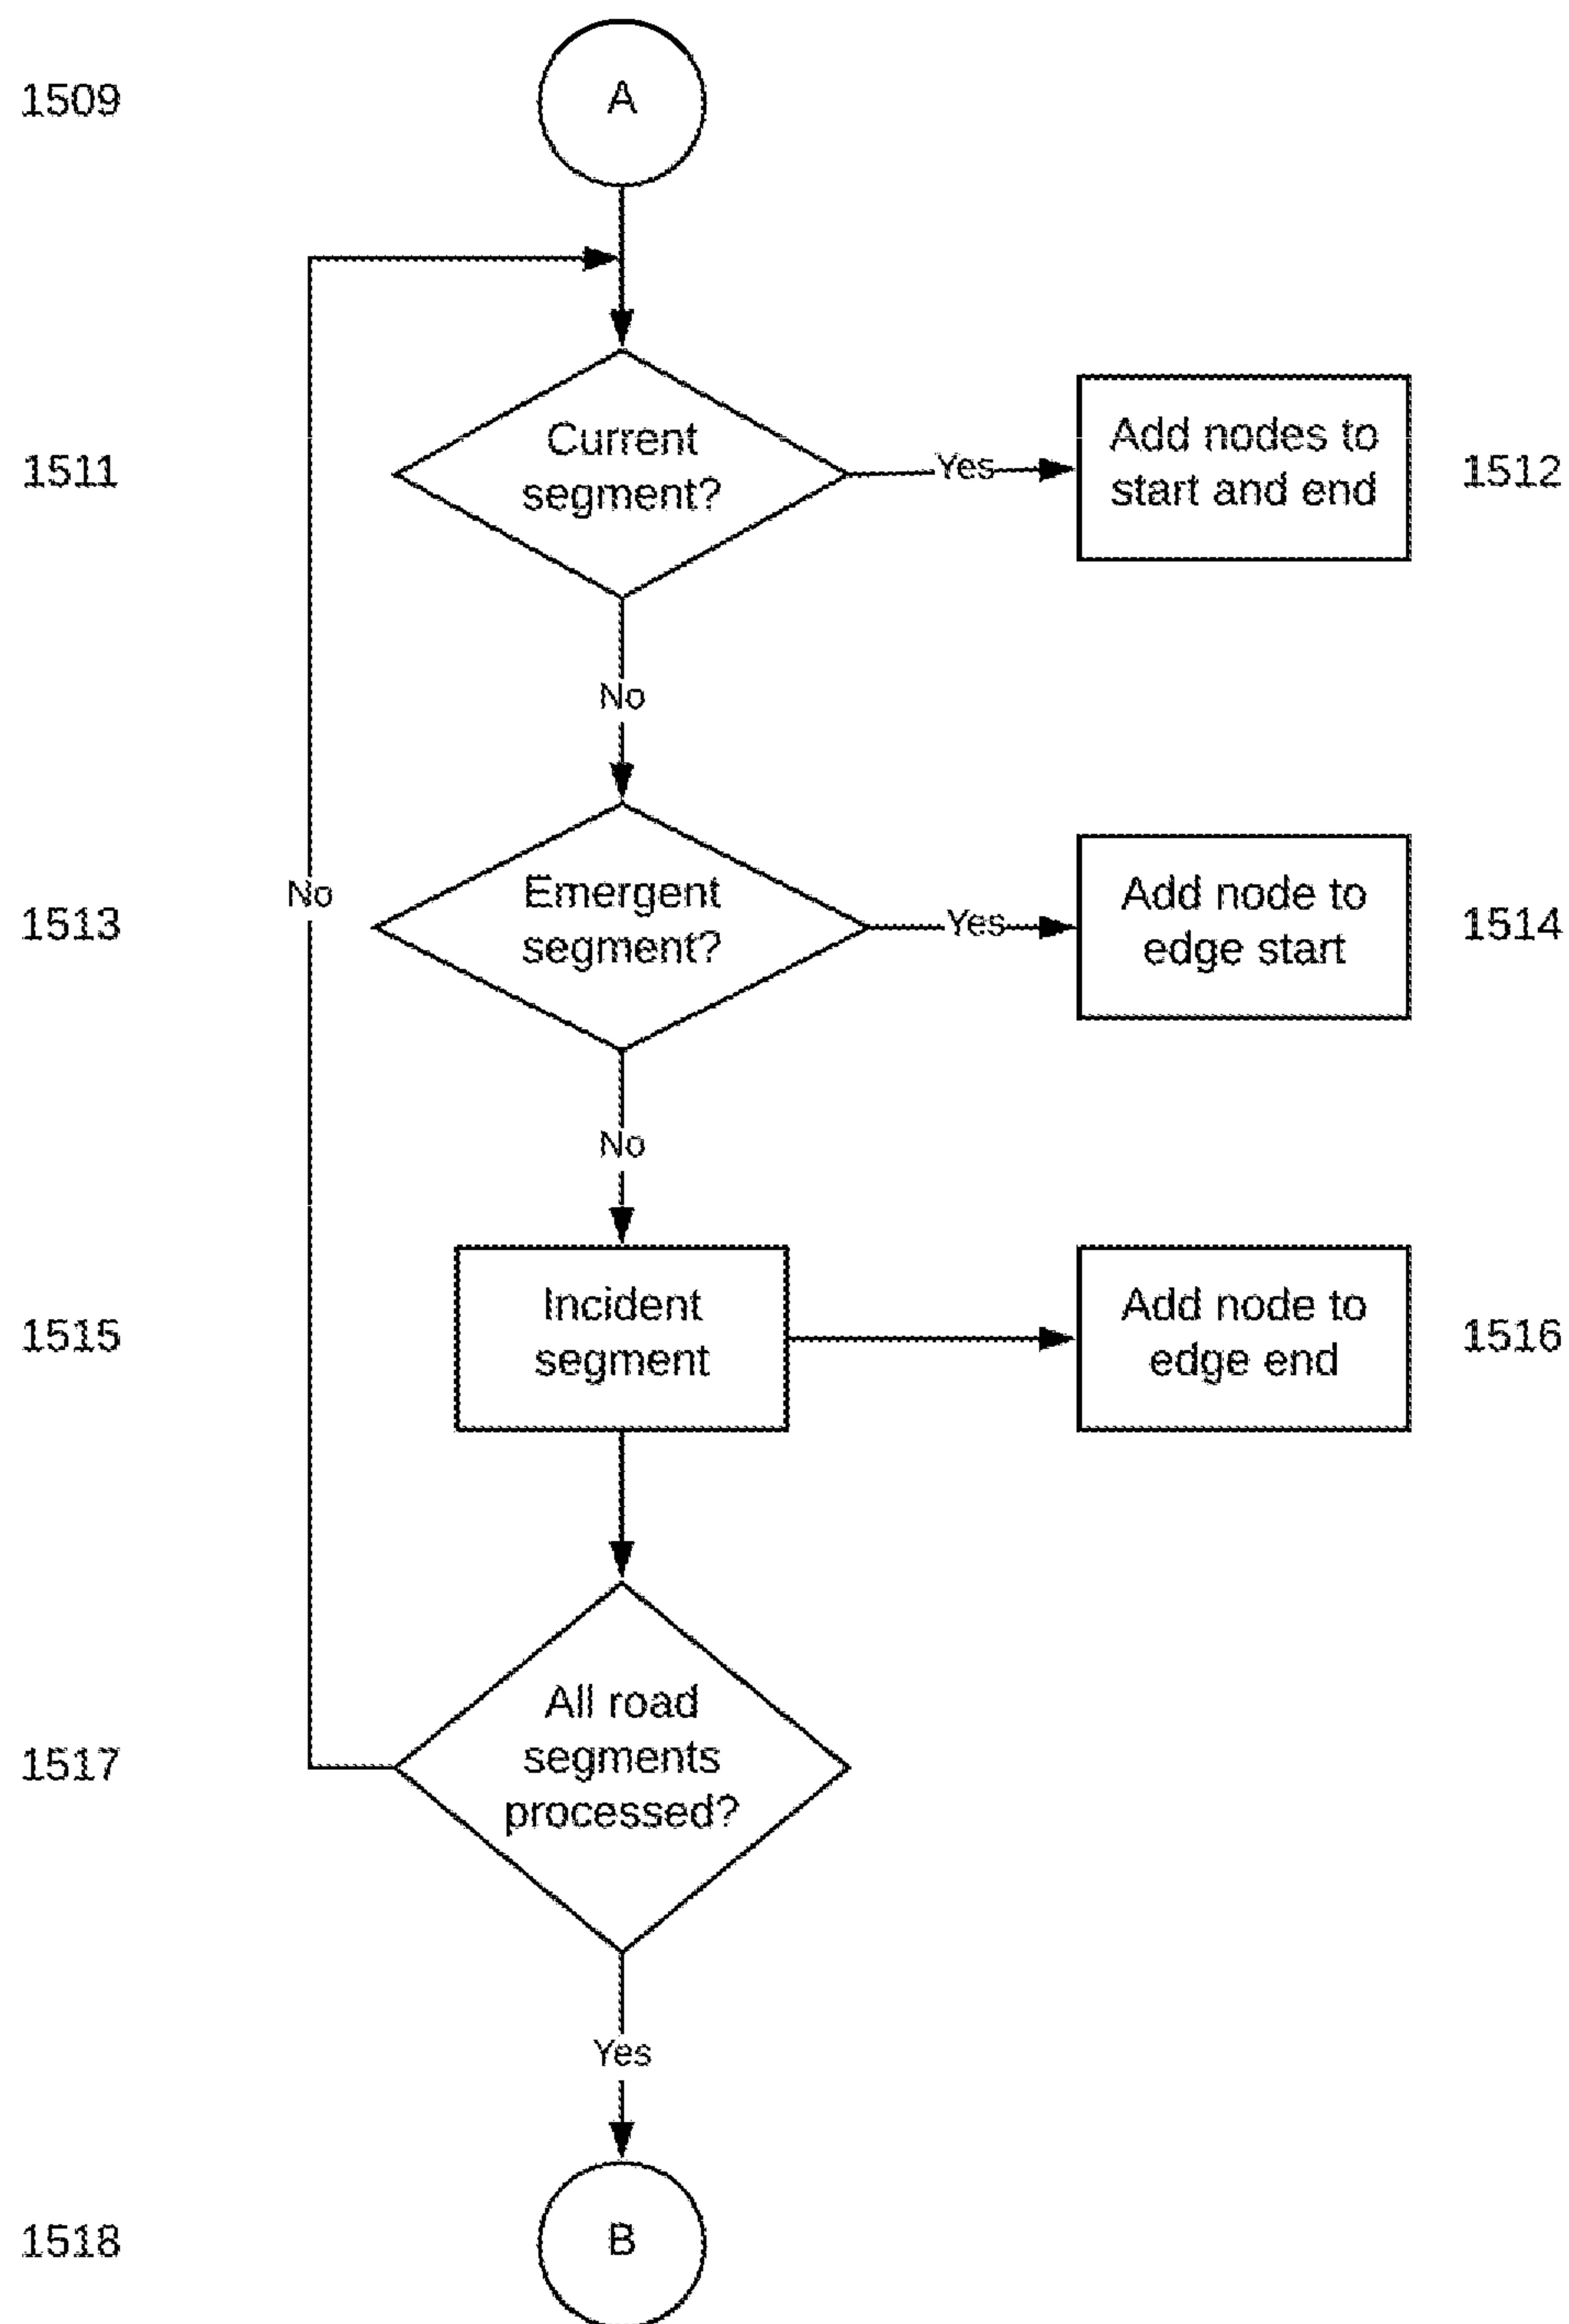 1509
A
1511
Current
segment?
Yes
Add nodes to
start and end
1512
No
No
1513
Emergent
segment?
Yes
Add node to
edge start
1514
No
1515
Incident
segment
Add node to
edge end
1516
1517
All road
segments
processed?
Yes
1518
B